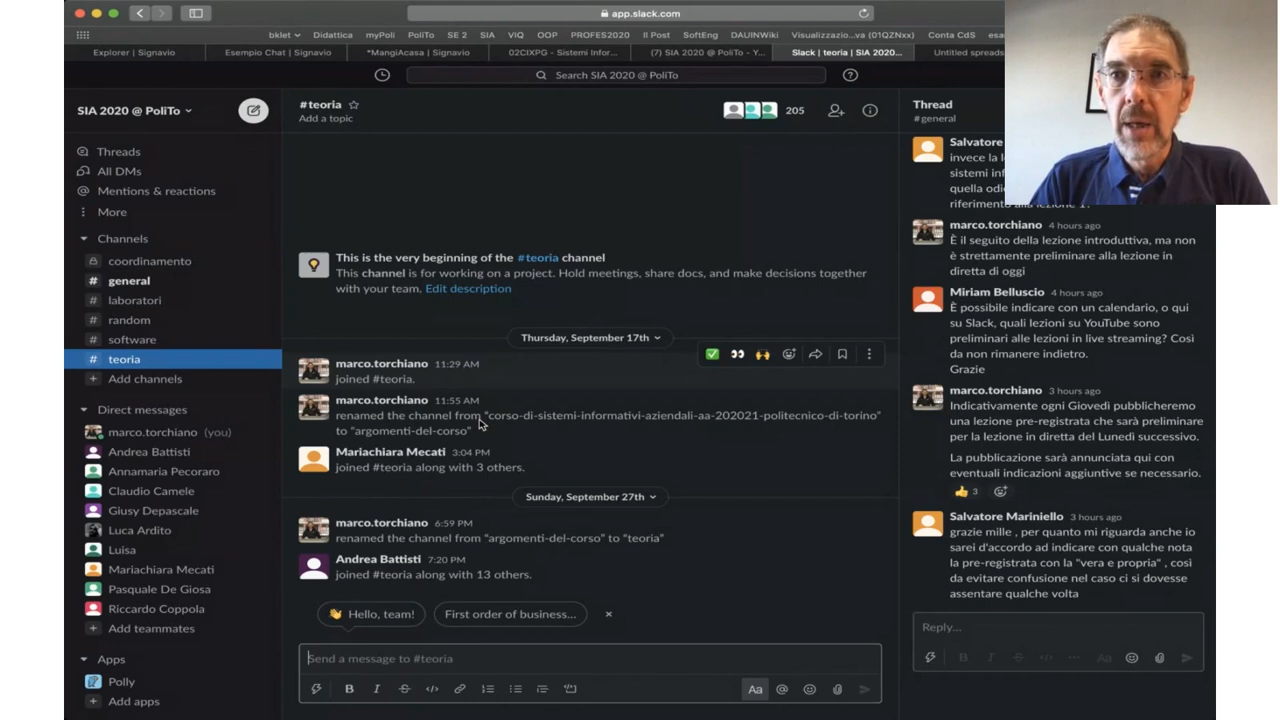 app.slack.com
bklet
Didattica
myPoli
PoliTo
SE 2
SIA
VIQ
OOP
PROFES2020
Il Post
SoftEng
DAUINWiki
Visualizzazio...va (01QZNxx)
Conta CdS
esa
Explorer | Signavio
Esempio Chat | Signavio
*MangiAcasa | Signavio
02CIXPG - Sistemi Infor...
(7) SIA 2020 @ PoliTo - Y...
Slack | teoria | SIA 2020...
Untitled spreads
Search SIA 2020 @ PoliTo
SIA 2020 @ PoliTo
Threads
All DMs
Mentions & reactions
More
Channels
coordinamento
# general
# laboratori
# random
# software
# teoria
+ Add channels
Direct messages
marco.torchiano (you)
Andrea Battisti
Annamaria Pecoraro
Claudio Camele
Giusy Depascale
Luca Ardito
Luisa
Mariachiara Mecati
Pasquale De Giosa
Riccardo Coppola
+ Add teammates
Apps
Polly
+ Add apps
#teoria
Add a topic
205
This is the very beginning of the #teoria channel
This channel is for working on a project. Hold meetings, share docs, and make decisions together
with your team. Edit description
Thursday, September 17th
marco.torchiano 11:29 AM
joined #teoria.
marco.torchiano 11:55 AM
renamed the channel from "corso-di-sistemi-informativi-aziendali-aa-202021-politecnico-di-torino"
to "argomenti-del-corso"
Mariachiara Mecati 3:04 PM
joined #teoria along with 3 others.
Sunday, September 27th
marco.torchiano 6:59 PM
renamed the channel from "argomenti-del-corso" to "teoria"
Andrea Battisti 7:20 PM
joined #teoria along with 13 others.
Hello, team!
First order of business...
Send a message to #teoria
Thread
#general
Salvatore
invece la l
sistemi inf
quella odie
riferimento alla lezione 1?
marco.torchiano 4 hours ago
È il seguito della lezione introduttiva, ma non
è strettamente preliminare alla lezione in
diretta di oggi
Miriam Belluscio 4 hours ago
È possibile indicare con un calendario, o qui
su Slack, quali lezioni su YouTube sono
preliminari alle lezioni in live streaming? Così
da non rimanere indietro.
Grazie
marco.torchiano 3 hours ago
Indicativamente ogni Giovedì pubblicheremo
una lezione pre-registrata che sarà preliminare
per la lezione in diretta del Lunedì successivo.
La pubblicazione sarà annunciata qui con
eventuali indicazioni aggiuntive se necessario.
3
Salvatore Mariniello 3 hours ago
grazie mille , per quanto mi riguarda anche io
sarei d'accordo ad indicare con qualche nota
la pre-registrata con la "vera e propria" , così
da evitare confusione nel caso ci si dovesse
assentare qualche volta
Reply...